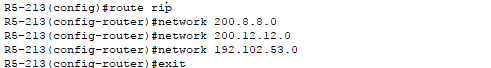 R5-213(config)#route rip
R5-213(config-router)#network 200.8.8.0
R5-213(config-router)#network 200.12.12.0
R5-213(config-router)#network 192.102.53.0
R5-213(config-router)#exit